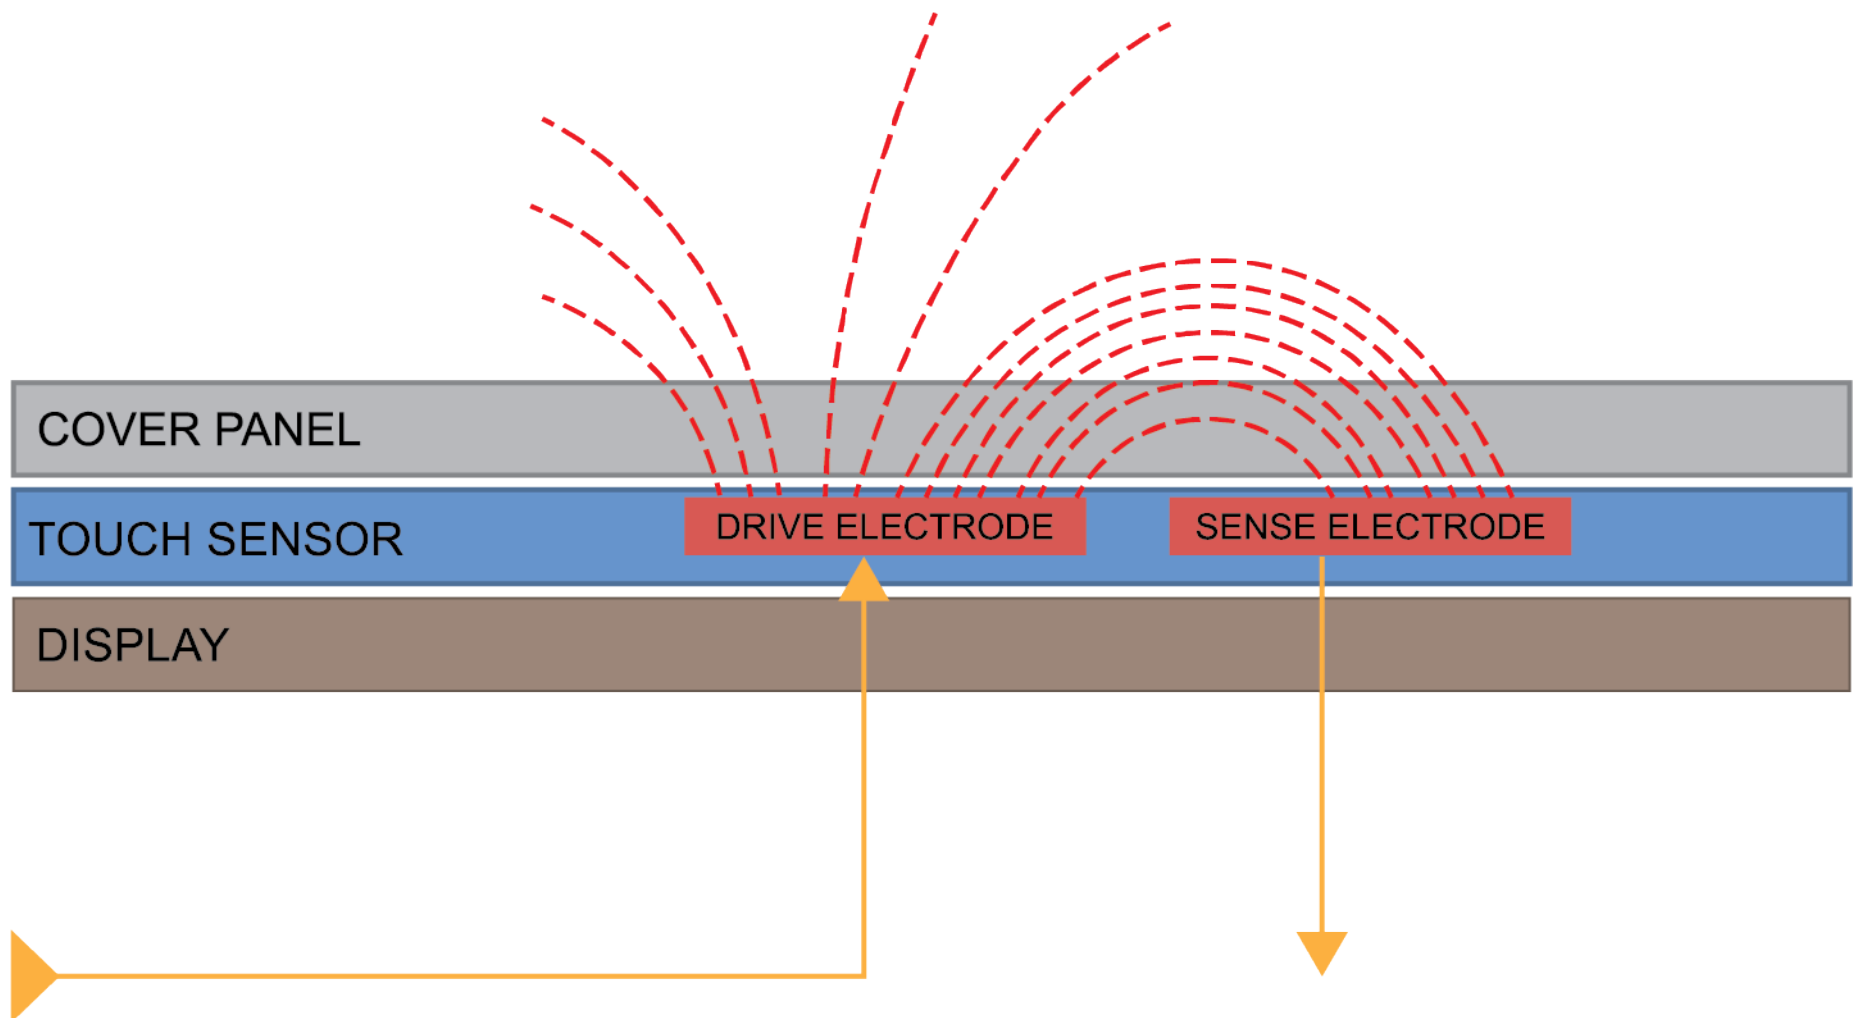 COVER PANEL
TOUCH SENSOR
DRIVE ELECTRODE
SENSE ELECTRODE
DISPLAY